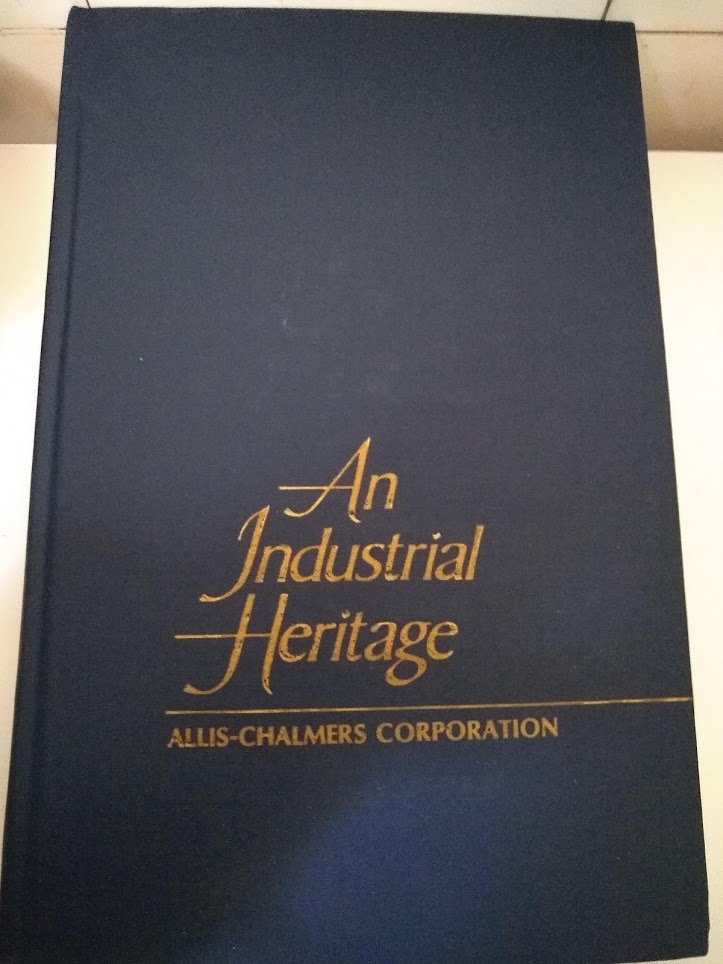 An
Industrial
Heritage
ALLIS-CHALMERS CORPORATION